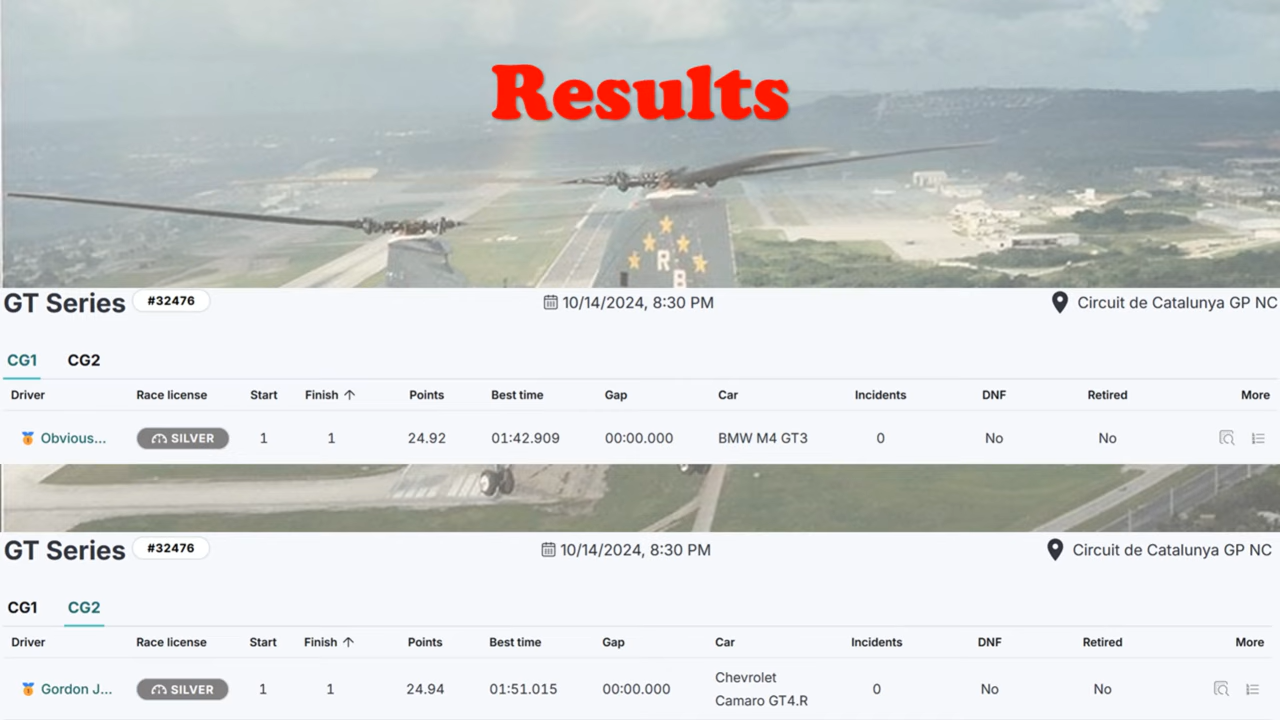 Results
R
B
GT Series #32476 10/14/2024, 8:30 PM Circuit de Catalunya GP NC
CG1 CG2
Driver Race license Start Finish ↑ Points Best time Gap Car Incidents DNF Retired More
Obvious... SILVER 1 1 24.92 01:42.909 00:00.000 BMW M4 GT3 0 No No
GT Series #32476 10/14/2024, 8:30 PM Circuit de Catalunya GP NC
CG1 CG2
Driver Race license Start Finish ↑ Points Best time Gap Car Incidents DNF Retired More
Gordon J... SILVER 1 1 24.94 01:51.015 00:00.000 Chevrolet Camaro GT4.R 0 No No